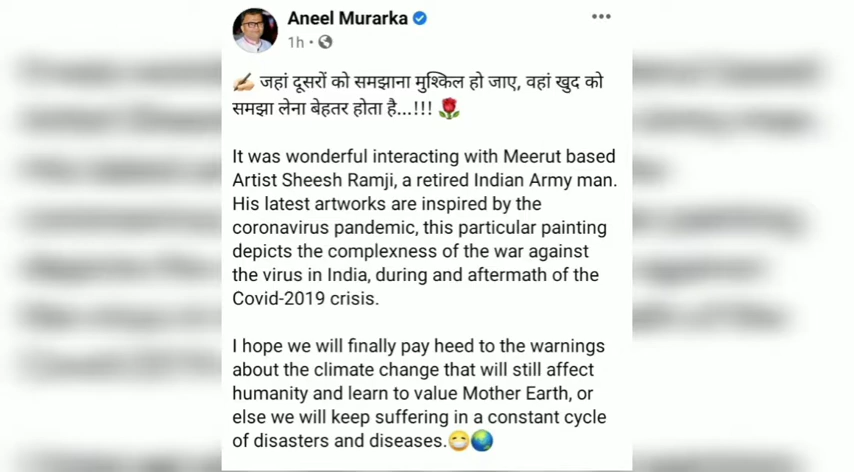 Aneel Murarka
1h
✍🏻 जहां दूसरों को समझाना मुश्किल हो जाए, वहां खुद को
समझा लेना बेहतर होता है...!!! 🌹
It was wonderful interacting with Meerut based
Artist Sheesh Ramji, a retired Indian Army man.
His latest artworks are inspired by the
coronavirus pandemic, this particular painting
depicts the complexness of the war against
the virus in India, during and aftermath of the
Covid-2019 crisis.
I hope we will finally pay heed to the warnings
about the climate change that will still affect
humanity and learn to value Mother Earth, or
else we will keep suffering in a constant cycle
of disasters and diseases.😷🌏